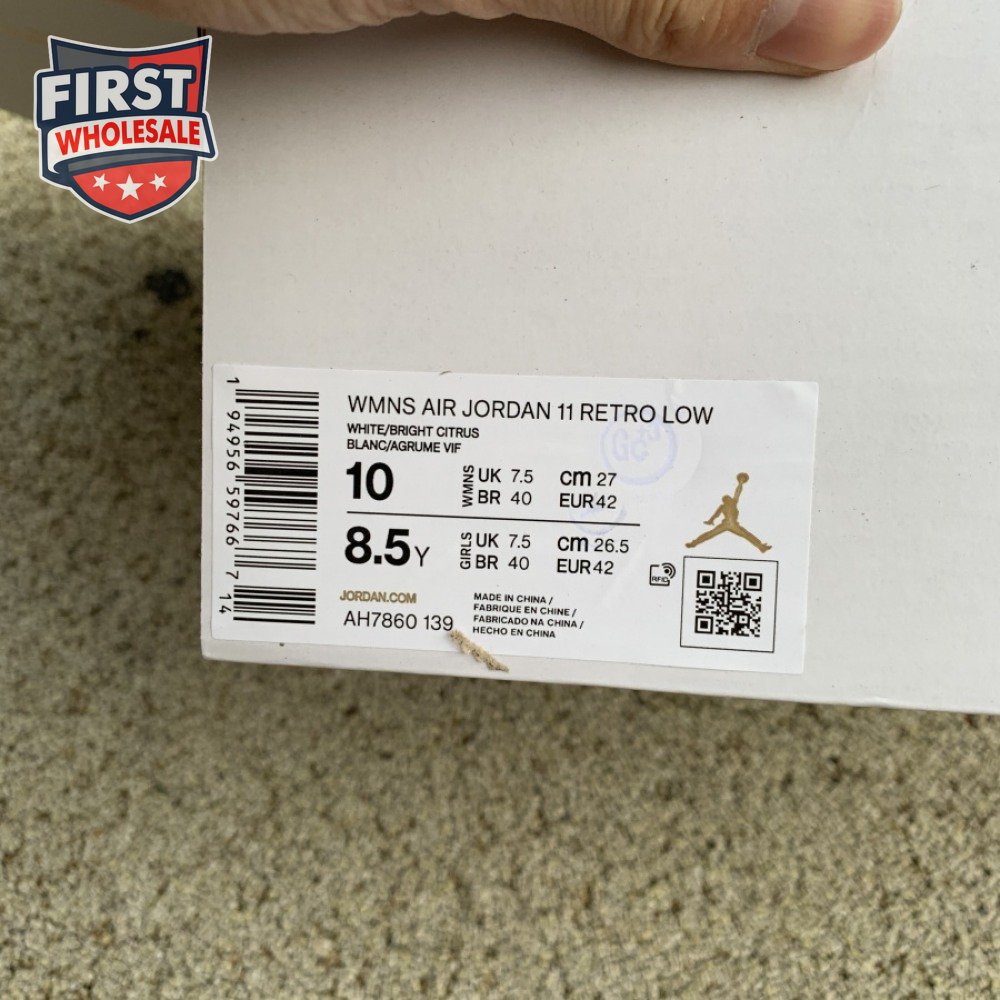 FIRST
WHOLESALE
WMNS AIR JORDAN 11 RETRO LOW
WHITE/BRIGHT CITRUS
BLANC/AGRUME VIF
10 WMNS UK 7.5 cm 27
BR 40 EUR 42
8.5Y GIRLS UK 7.5 cm 26.5
BR 40 EUR 42
JORDAN.COM
AH7860 139
MADE IN CHINA /
FABRIQUE EN CHINE /
FABRICADO NA CHINA /
HECHO EN CHINA
RFID
1 94956 59766 7 14